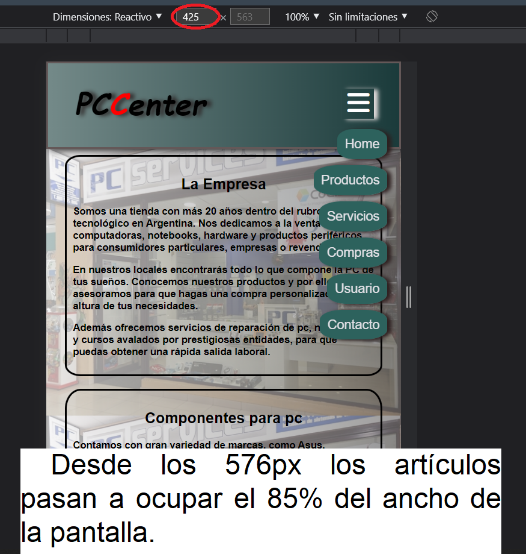 Dimensiones: Reactivo ▼ 425 × 563 100% ▼ Sin limitaciones ▼
PCCenter
Home
Productos
Servicios
Compras
Usuario
Contacto
La Empresa
Somos una tienda con más 20 años dentro del rubro
tecnológico en Argentina. Nos dedicamos a la venta
computadoras, notebooks, hardware y productos periféricos
para consumidores particulares, empresas o
En nuestros locales encontrarás todo lo que compone la PC de
tus sueños. Conocemos nuestros productos y por
asesoramos para que hagas una compra
altura de tus necesidades.
Además ofrecemos servicios de reparación de pc,
y cursos avalados por prestigiosas entidades, para que
puedas obtener una rápida salida laboral.
Componentes para pc
Contamos con gran variedad de marcas, como Asus,
Desde los 576px los artículos
pasan a ocupar el 85% del ancho de
la pantalla.